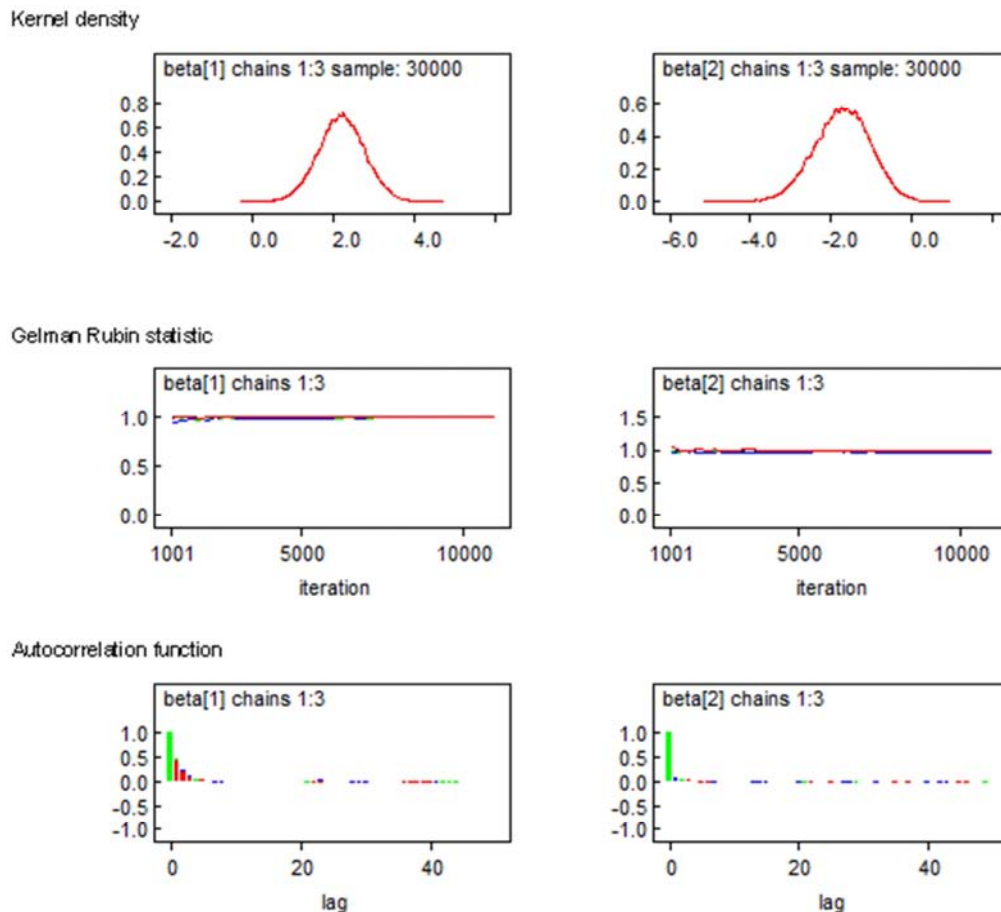 Kernel density
beta[1] chains 1:3 sample: 30000
0.8
0.6
0.4
0.2
0.0
-2.0 0.0 2.0 4.0
beta[2] chains 1:3 sample: 30000
0.6
0.4
0.2
0.0
-6.0 -4.0 -2.0 0.0
Gelman Rubin statistic
beta[1] chains 1:3
1.0
0.5
0.0
1001 5000 10000
iteration
beta[2] chains 1:3
1.5
1.0
0.5
0.0
1001 5000 10000
iteration
Autocorrelation function
beta[1] chains 1:3
1.0
0.5
0.0
-0.5
-1.0
0 20 40
lag
beta[2] chains 1:3
1.0
0.5
0.0
-0.5
-1.0
0 20 40
lag